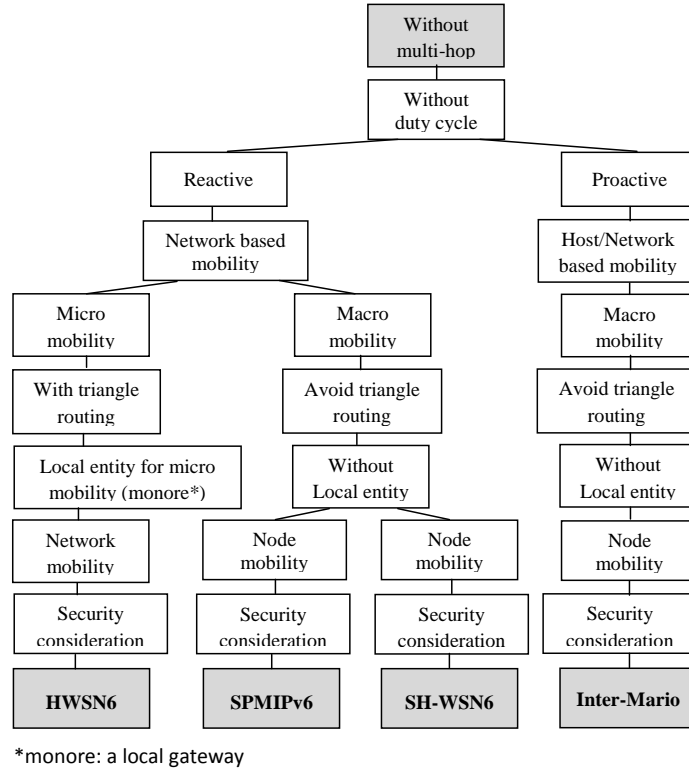 Without
multi-hop
Without
duty cycle
Reactive
Proactive
Network based
mobility
Host/Network
based mobility
Micro
mobility
Macro
mobility
Macro
mobility
With triangle
routing
Avoid triangle
routing
Avoid triangle
routing
Local entity for micro
mobility (monore*)
Without
Local entity
Without
Local entity
Network
mobility
Node
mobility
Node
mobility
Node
mobility
Security
consideration
Security
consideration
Security
consideration
Security
consideration
HWSN6
SPMIPv6
SH-WSN6
Inter-Mario
*monore: a local gateway